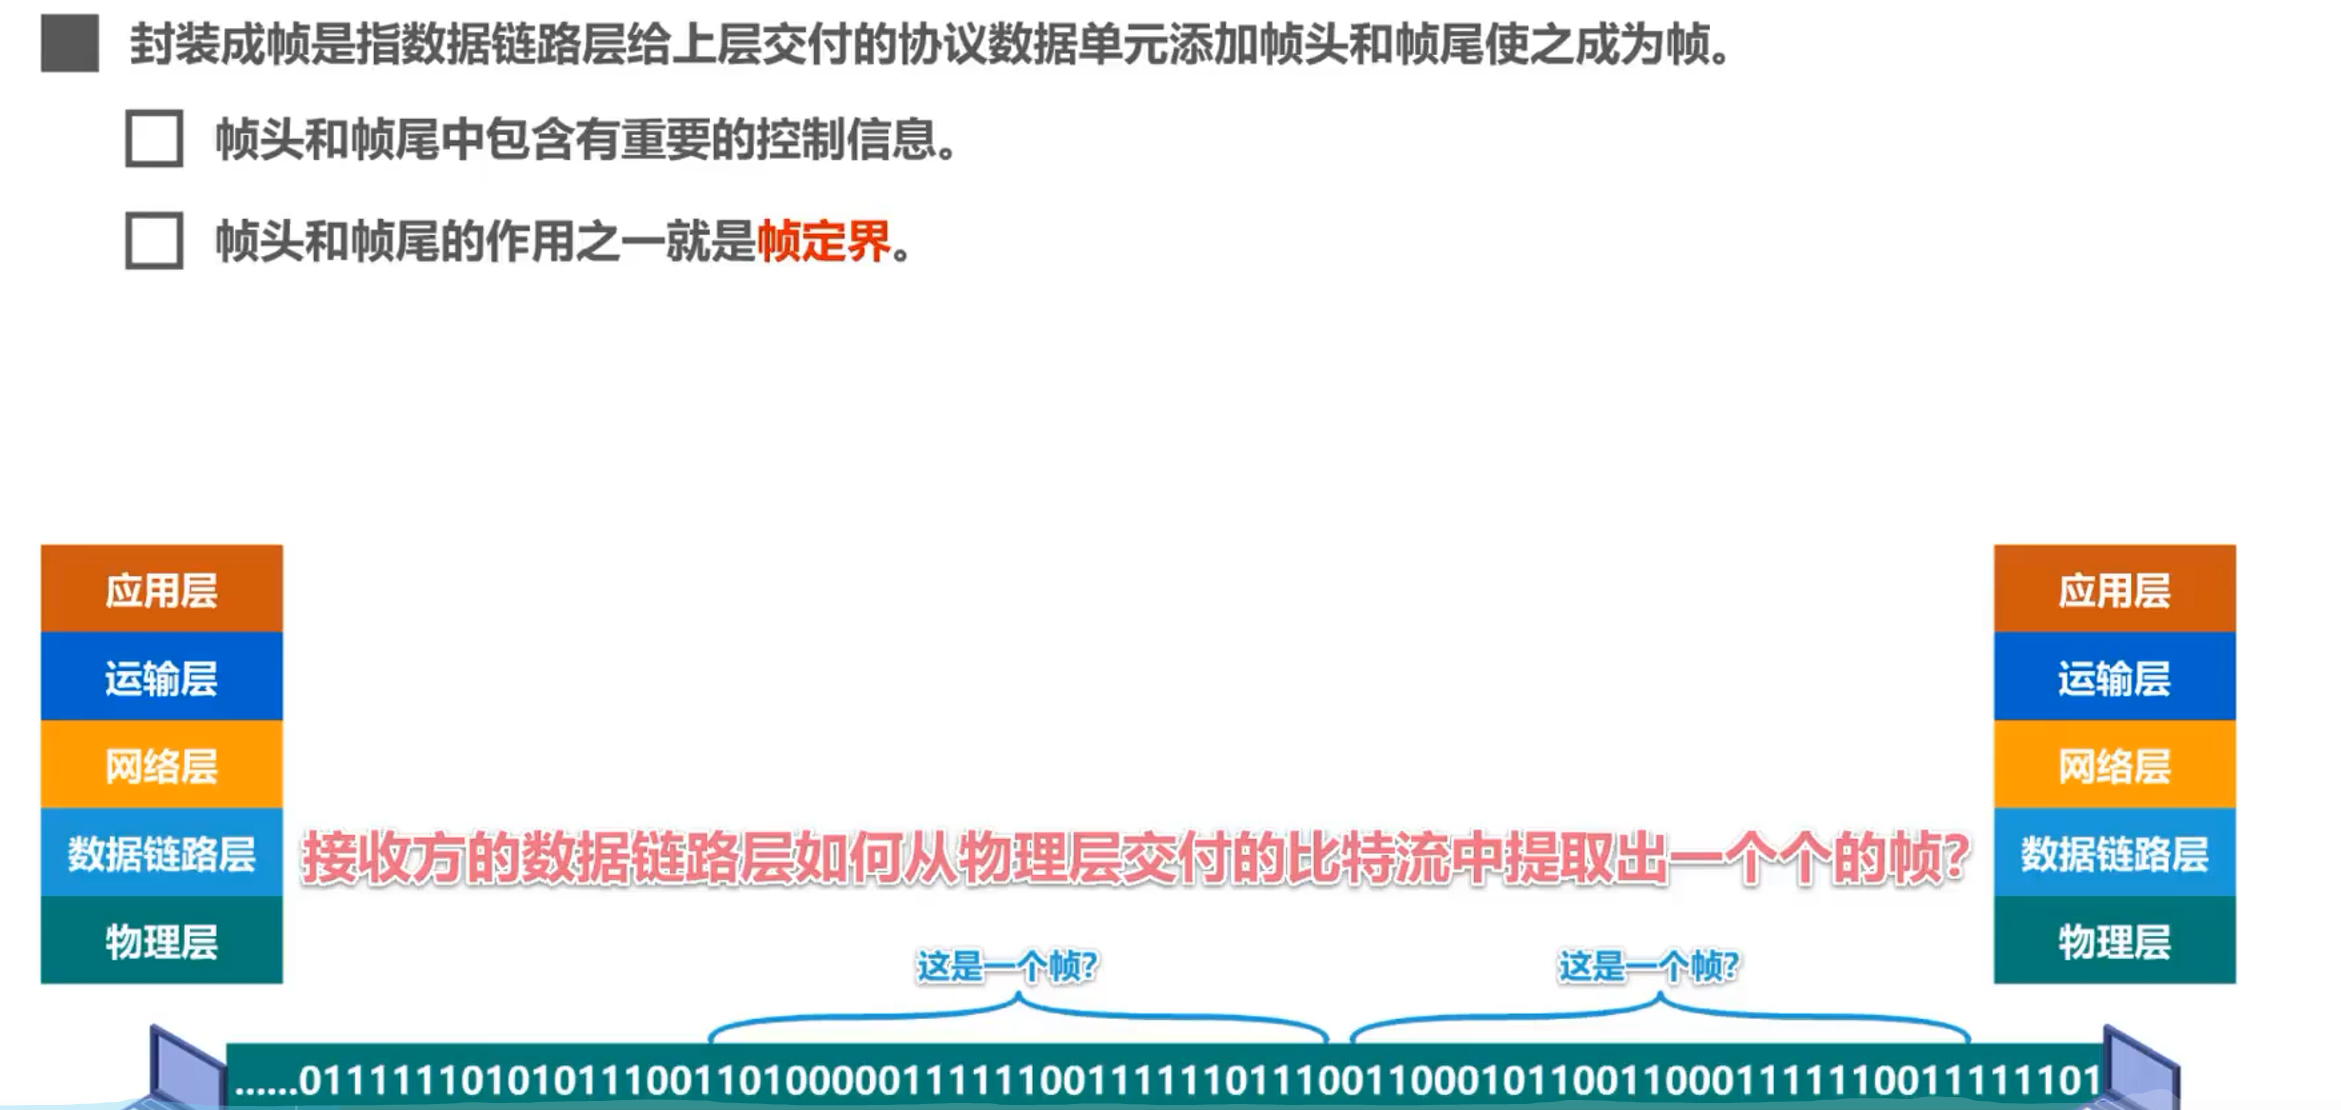 封装成帧是指数据链路层给上层交付的协议数据单元添加帧头和帧尾使之成为帧。
帧头和帧尾中包含有重要的控制信息。
帧头和帧尾的作用之一就是帧定界。
应用层
运输层
网络层
数据链路层
物理层
接收方的数据链路层如何从物理层交付的比特流中提取出一个个的帧?
应用层
运输层
网络层
数据链路层
物理层
这是一个帧?
这是一个帧?
......011111101010111001101000001111110011111101110011000101100110001111110011111101